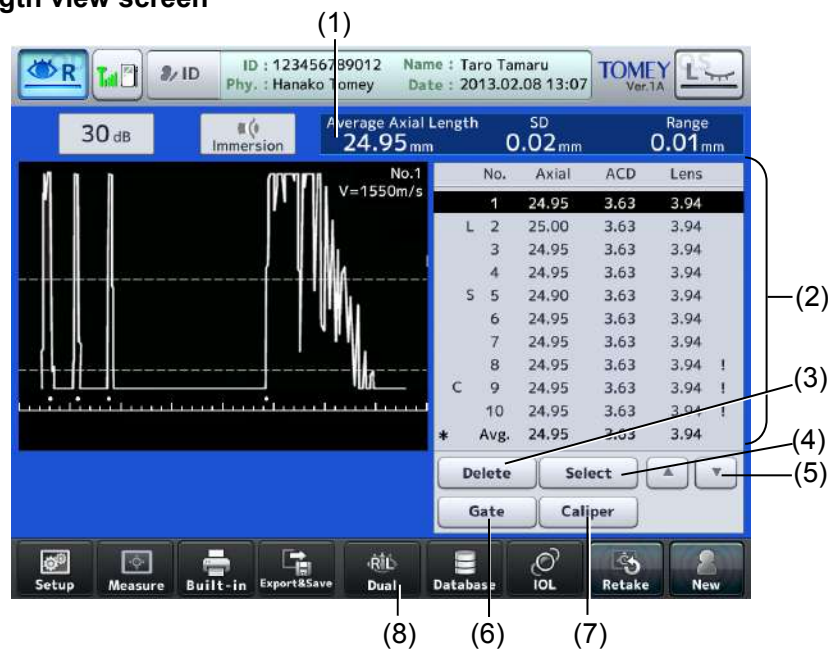 gth view screen
(1)
R
ID
ID : 123456789012 Name : Taro Tamaru
Phy. : Hanako Tomey Date : 2013.02.08 13:07
TOMEY
Ver.1A
L
30 dB
Immersion
Average Axial Length SD Range
24.95 mm 0.02 mm 0.01 mm
No.1
V=1550m/s
No. Axial ACD Lens
1 24.95 3.63 3.94
L 2 25.00 3.63 3.94
3 24.95 3.63 3.94
4 24.95 3.63 3.94
S 5 24.90 3.63 3.94
6 24.95 3.63 3.94
7 24.95 3.63 3.94
8 24.95 3.63 3.94 !
C 9 24.95 3.63 3.94 !
10 24.95 3.63 3.94 !
* Avg. 24.95 3.63 3.94
(2)
(3)
(4)
(5)
Delete Select ▲ ▼
Gate Caliper
Setup Measure Built-in Export&Save Dual Database IOL Retake New
(8) (6) (7)